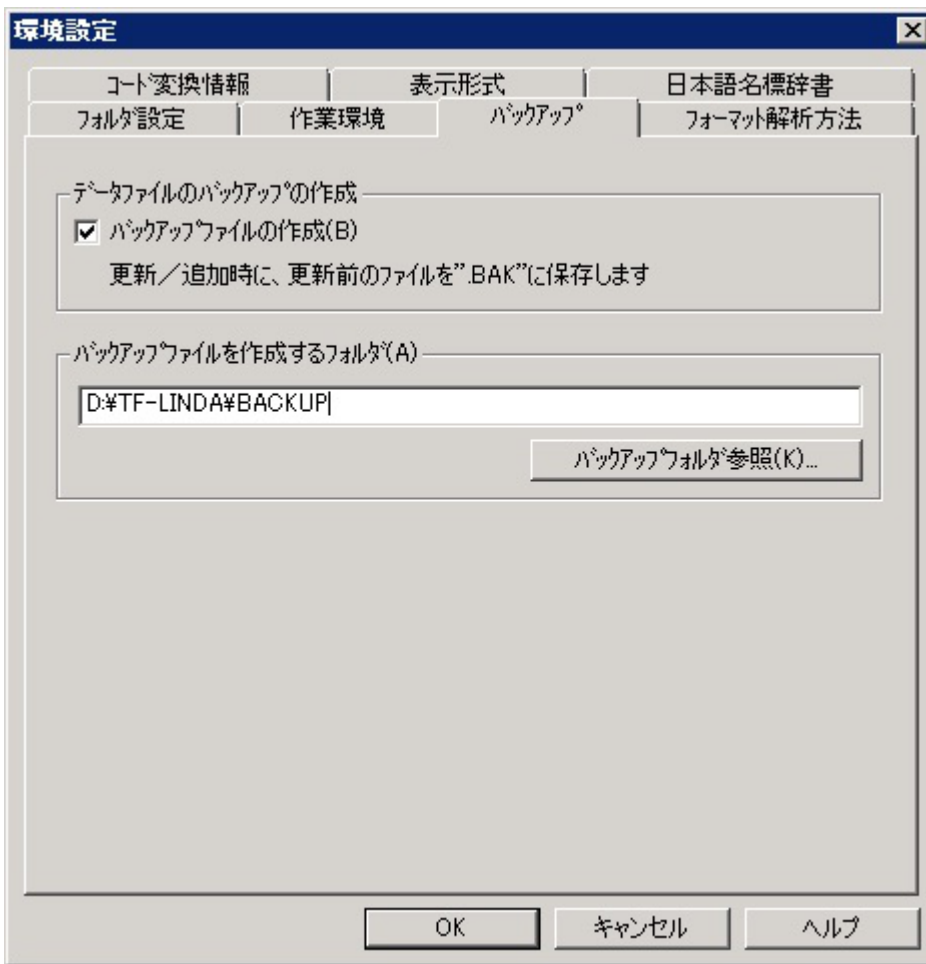 環境設定
コード変換情報 表示形式 日本語名標辞書
フォルダ設定 作業環境 バックアップ フォーマット解析方法
データファイルのバックアップの作成
バックアップファイルの作成(B)
更新／追加時に、更新前のファイルを".BAK"に保存します
バックアップファイルを作成するフォルダ(A)
D:¥TF-LINDA¥BACKUP
バックアップフォルダ参照(K)...
OK キャンセル ヘルプ